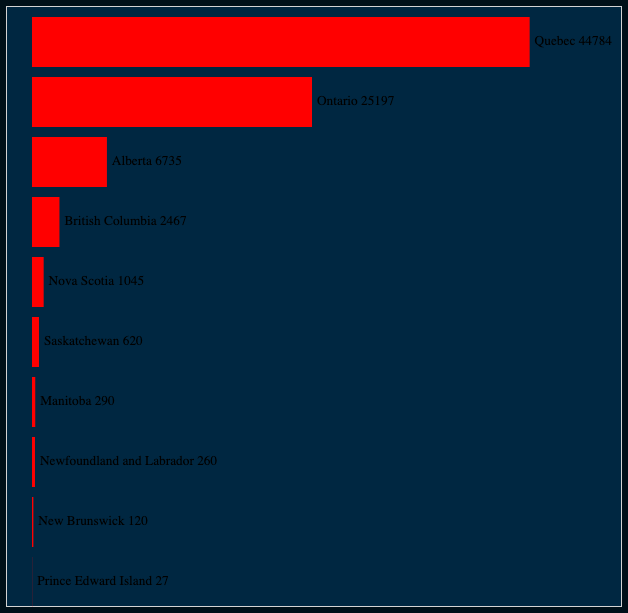 Quebec 44784
Ontario 25197
Alberta 6735
British Columbia 2467
Nova Scotia 1045
Saskatchewan 620
Manitoba 290
Newfoundland and Labrador 260
New Brunswick 120
Prince Edward Island 27